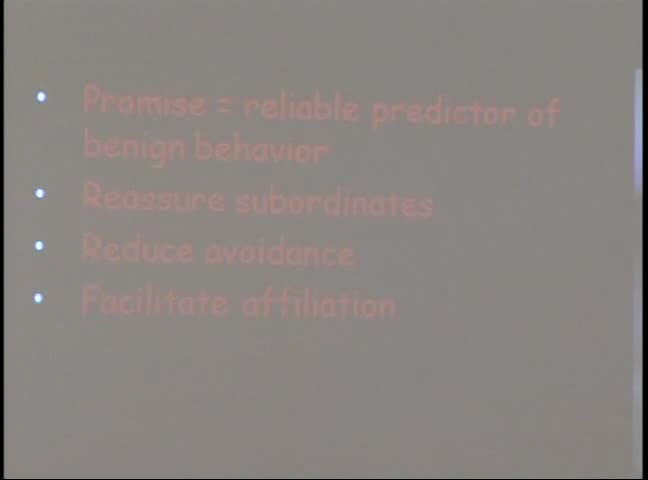 • Promise = reliable predictor of
benign behavior
• Reassure subordinates
• Reduce avoidance
• Facilitate affiliation